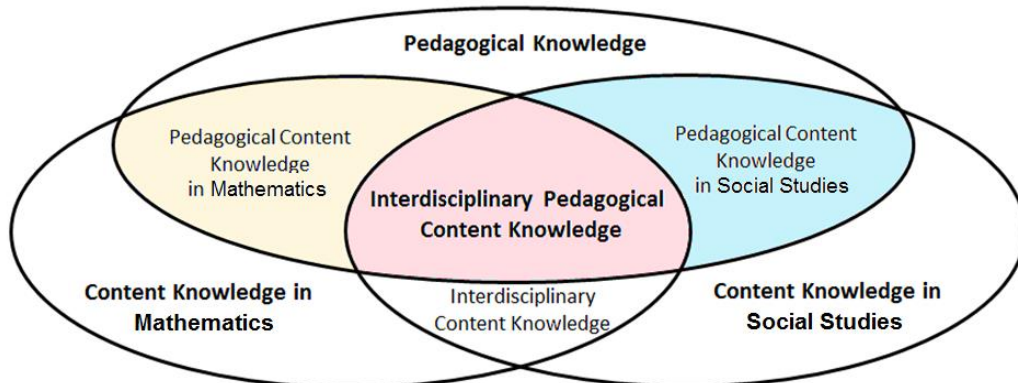 Pedagogical Knowledge
Pedagogical Content
Knowledge
in Mathematics
Pedagogical Content
Knowledge
in Social Studies
Interdisciplinary Pedagogical
Content Knowledge
Content Knowledge in
Mathematics
Interdisciplinary
Content Knowledge
Content Knowledge in
Social Studies